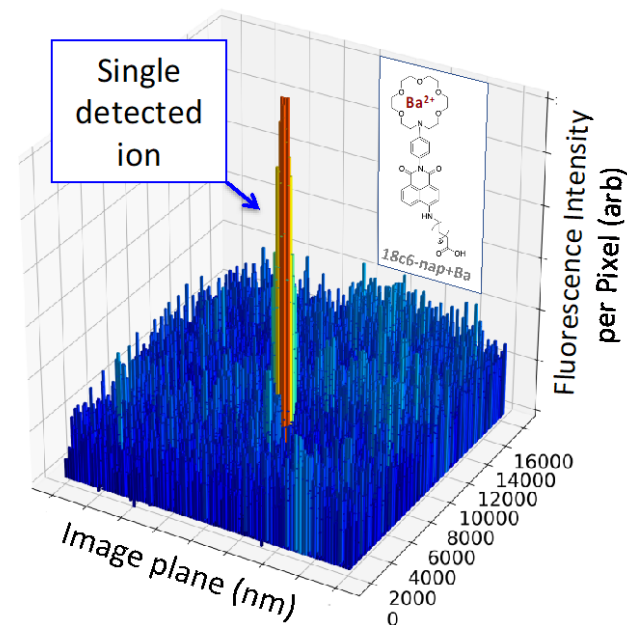 Single
detected
ion
O
O
O
O
O
Ba²⁺
N
O
N
O
HN
OH
O
18c6-nap+Ba
Fluorescence Intensity
per Pixel (arb)
16000
14000
12000
10000
8000
6000
4000
2000
0
Image plane (nm)